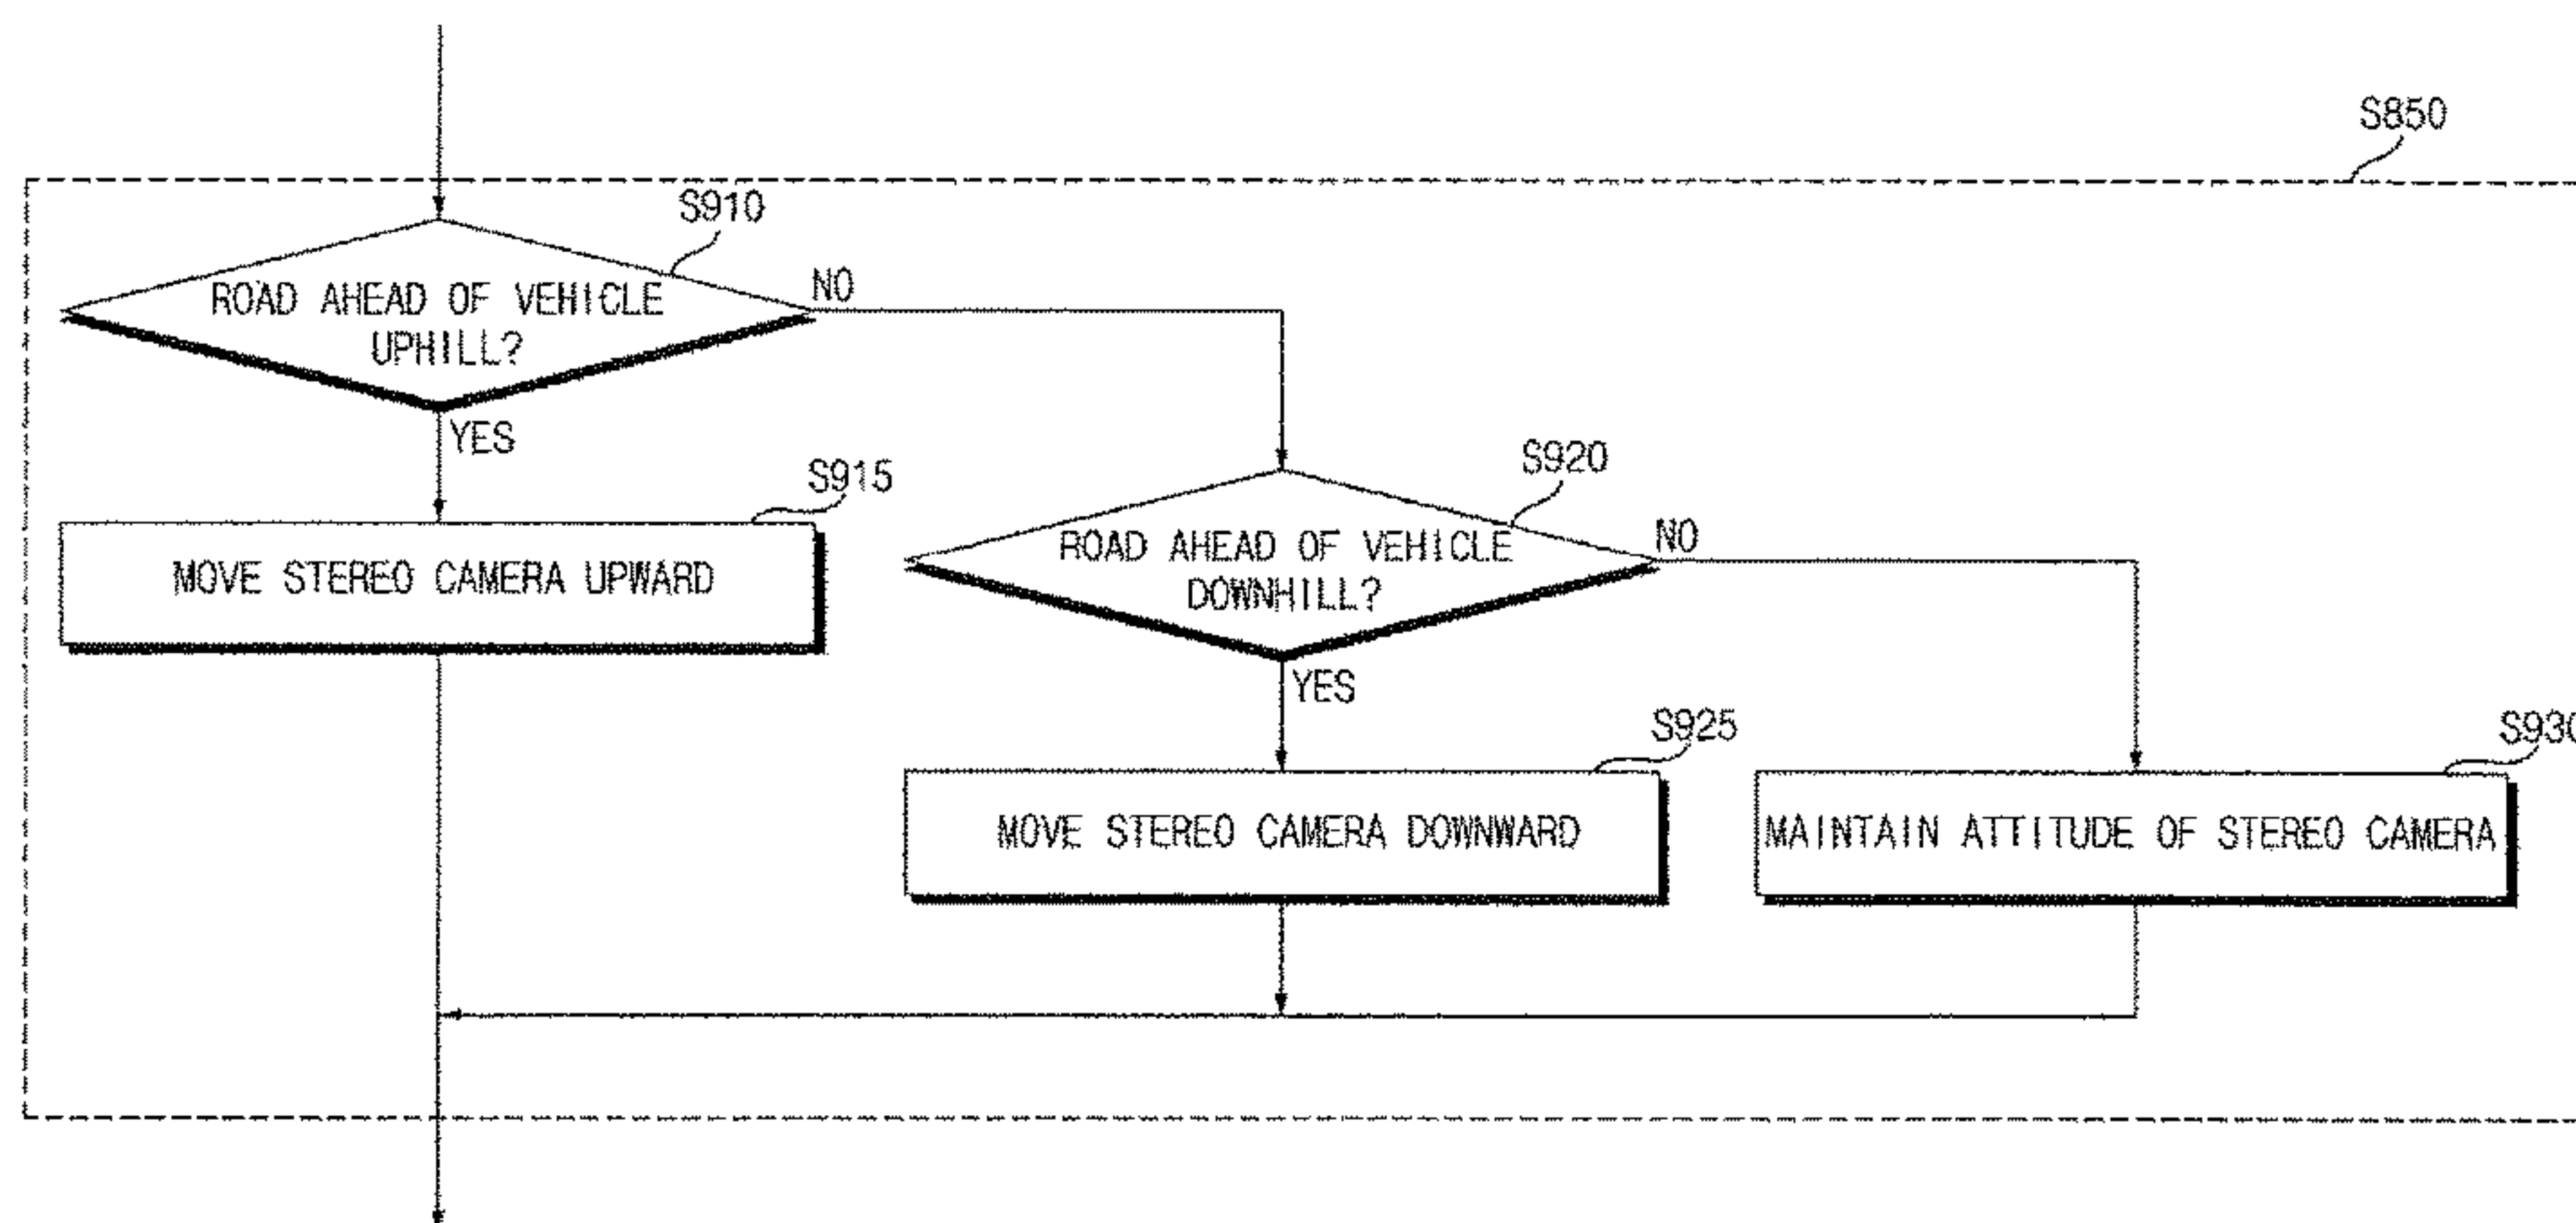 S850
S910
ROAD AHEAD OF VEHICLE
UPHILL?
NO
YES
S915
MOVE STEREO CAMERA UPWARD
S920
ROAD AHEAD OF VEHICLE
DOWNHILL?
NO
YES
S925
MOVE STEREO CAMERA DOWNWARD
S930
MAINTAIN ATTITUDE OF STEREO CAMERA